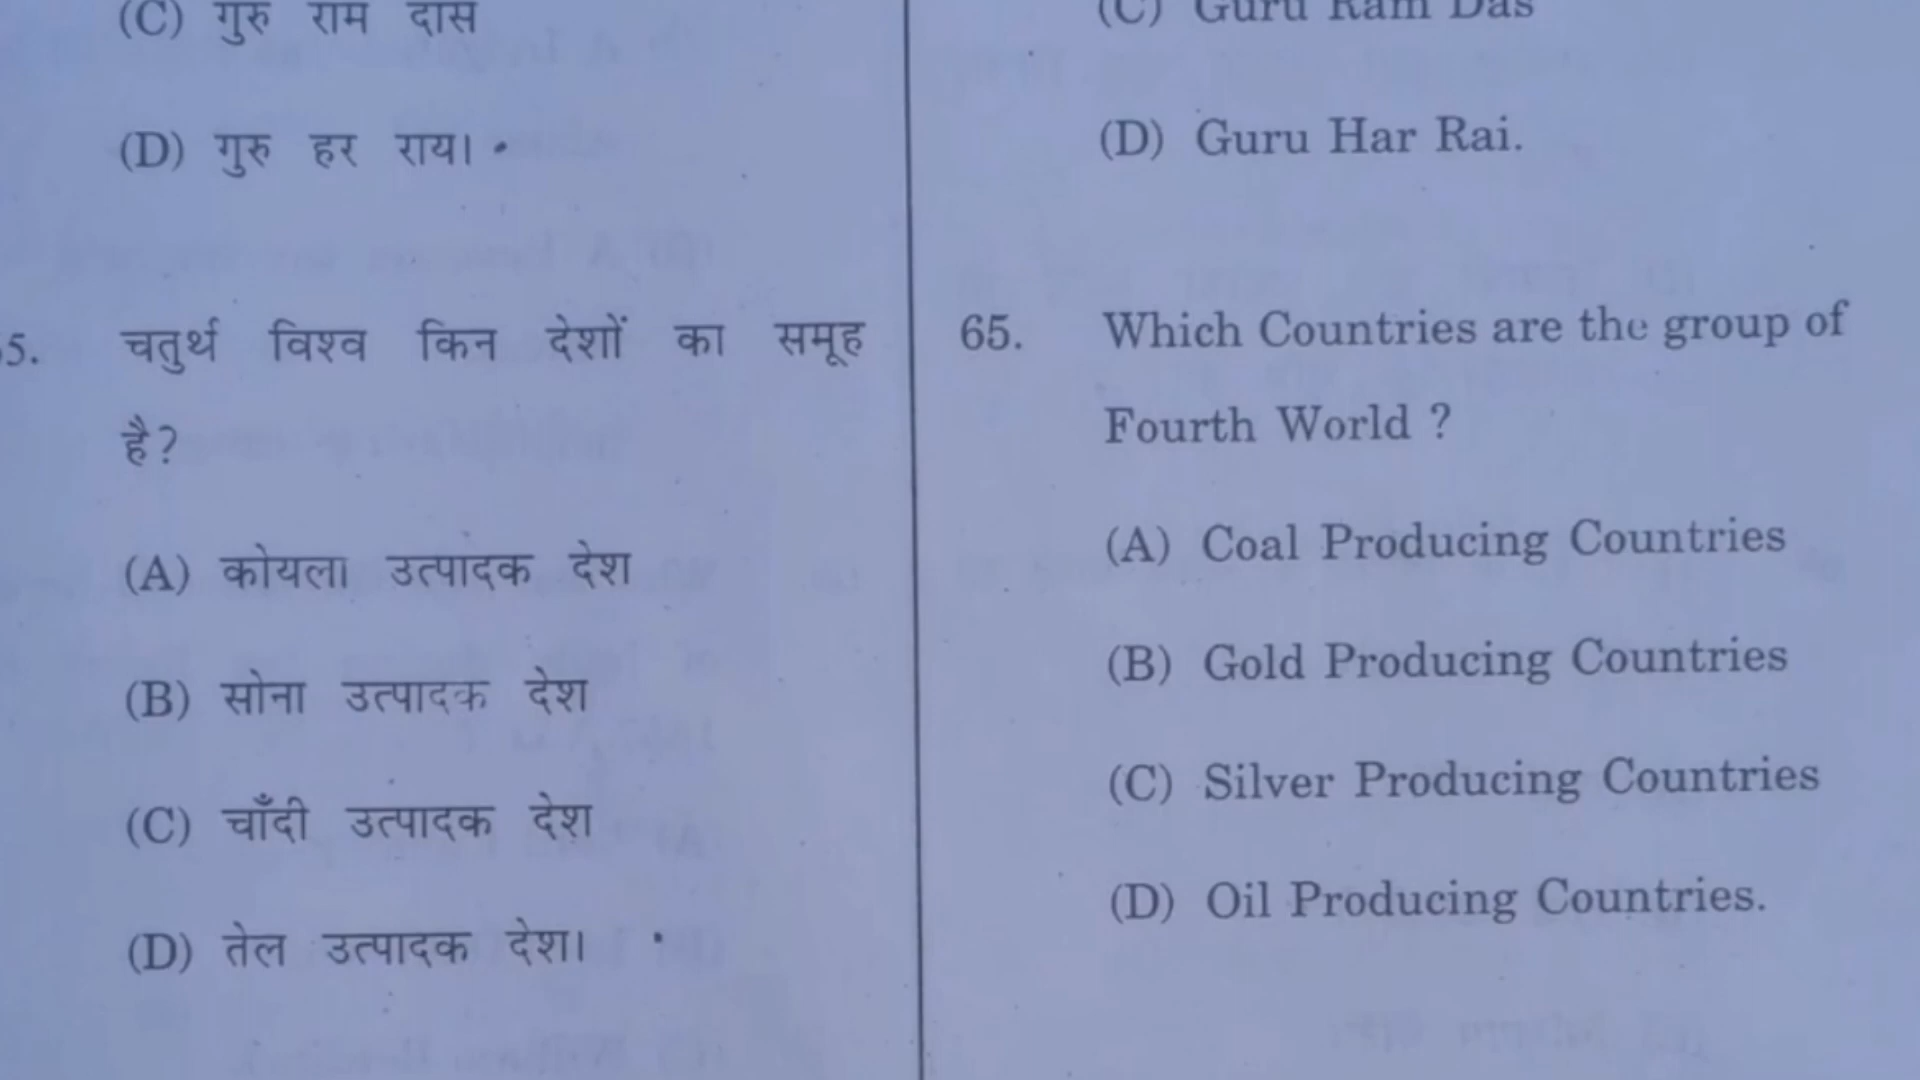 (C) गुरु राम दास
(D) गुरु हर राय।
5. चतुर्थ विश्व किन देशों का समूह
है?
(A) कोयला उत्पादक देश
(B) सोना उत्पादक देश
(C) चाँदी उत्पादक देश
(D) तेल उत्पादक देश।
(C) Guru Ram Das
(D) Guru Har Rai.
65. Which Countries are the group of
Fourth World ?
(A) Coal Producing Countries
(B) Gold Producing Countries
(C) Silver Producing Countries
(D) Oil Producing Countries.